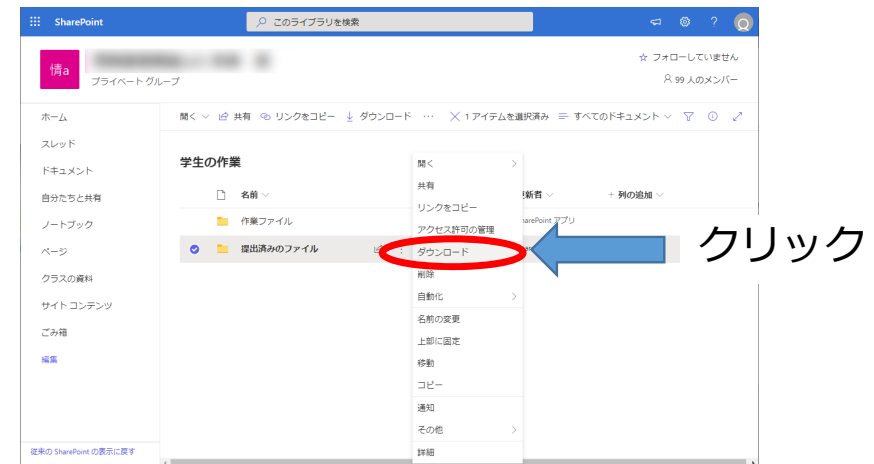 SharePoint
このライブラリを検索
?
情a
☆ フォローしていません
プライベート グループ
99 人のメンバー
ホーム
スレッド
ドキュメント
自分たちと共有
ノートブック
ページ
クラスの資料
サイト コンテンツ
ごみ箱
編集
従来の SharePoint の表示に戻す
開く 共有 リンクをコピー ダウンロード … 1 アイテムを選択済み すべてのドキュメント
学生の作業
名前 更新者 + 列の追加
作業ファイル SharePoint アプリ
提出済みのファイル
開く
共有
リンクをコピー
アクセス許可の管理
ダウンロード
削除
自動化
名前の変更
上部に固定
移動
コピー
通知
その他
詳細
クリック